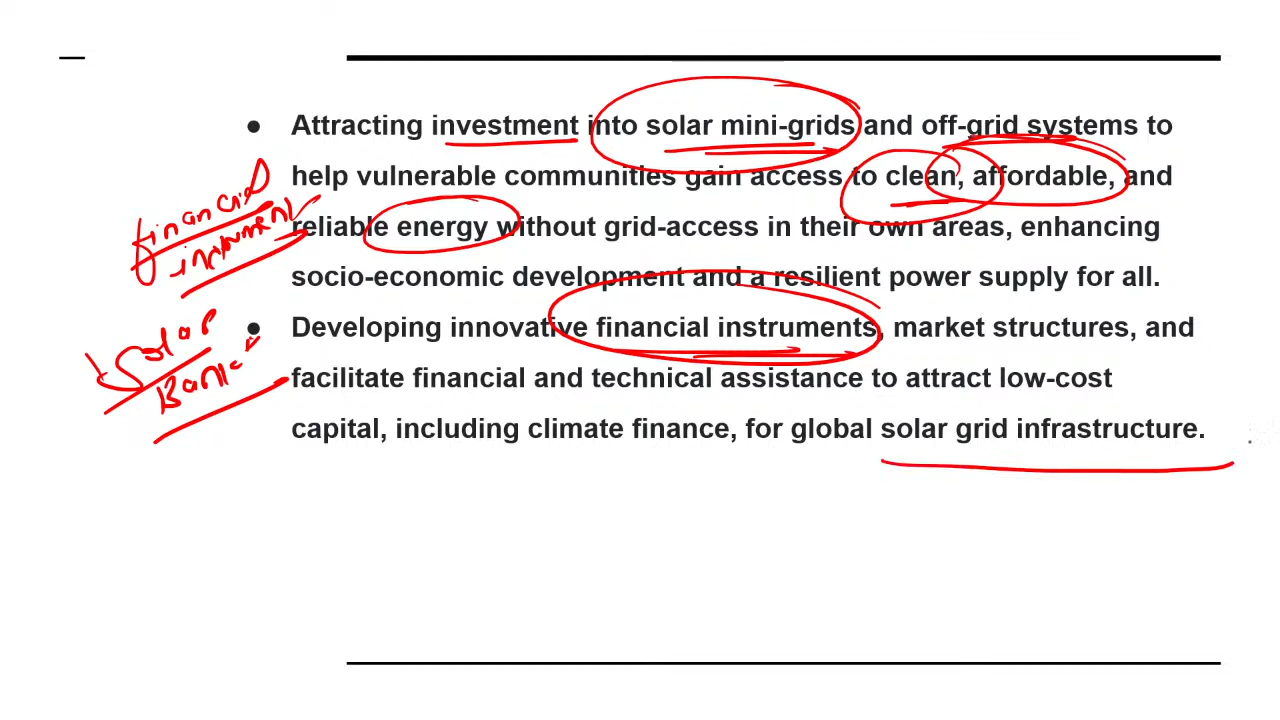 ● Attracting investment into solar mini-grids and off-grid systems to
help vulnerable communities gain access to clean, affordable, and
reliable energy without grid-access in their own areas, enhancing
socio-economic development and a resilient power supply for all.
● Developing innovative financial instruments, market structures, and
facilitate financial and technical assistance to attract low-cost
capital, including climate finance, for global solar grid infrastructure.
financial
instrument
Solar
Bank